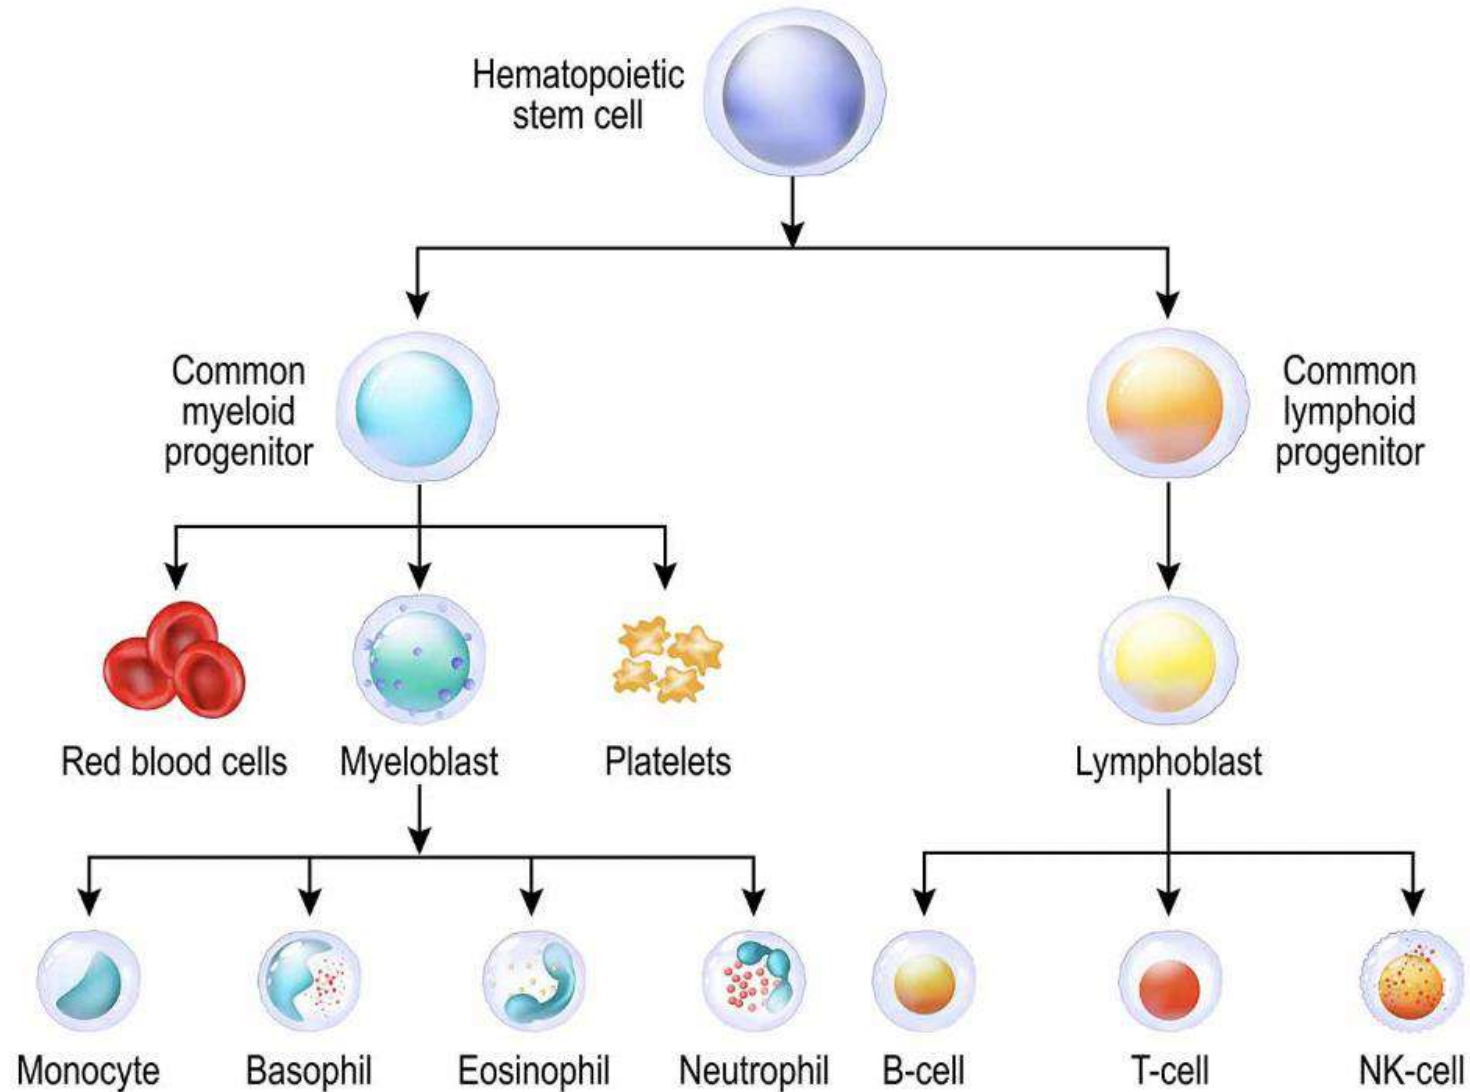 Hematopoietic
stem cell
Common
myeloid
progenitor
Common
lymphoid
progenitor
Red blood cells
Myeloblast
Platelets
Lymphoblast
Monocyte
Basophil
Eosinophil
Neutrophil
B-cell
T-cell
NK-cell